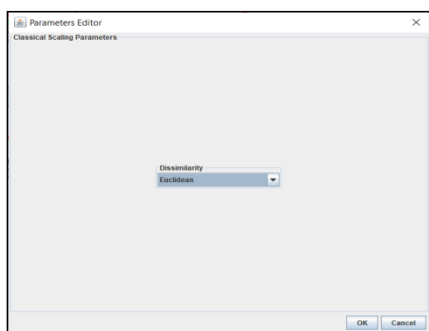 Parameters Editor
Classical Scaling Parameters
Dissimilarity
Euclidean
OK Cancel